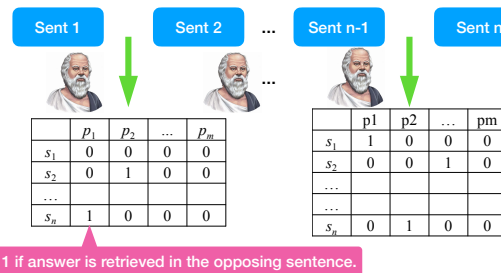 Sent 1 Sent 2 ... Sent n-1 Sent n
...
p1 p2 ... pm
s1 0 0 0 0
s2 0 1 0 0
...
sn 1 0 0 0
p1 p2 ... pm
s1 1 0 0 0
s2 0 0 1 0
...
...
sn 0 1 0 0
1 if answer is retrieved in the opposing sentence.